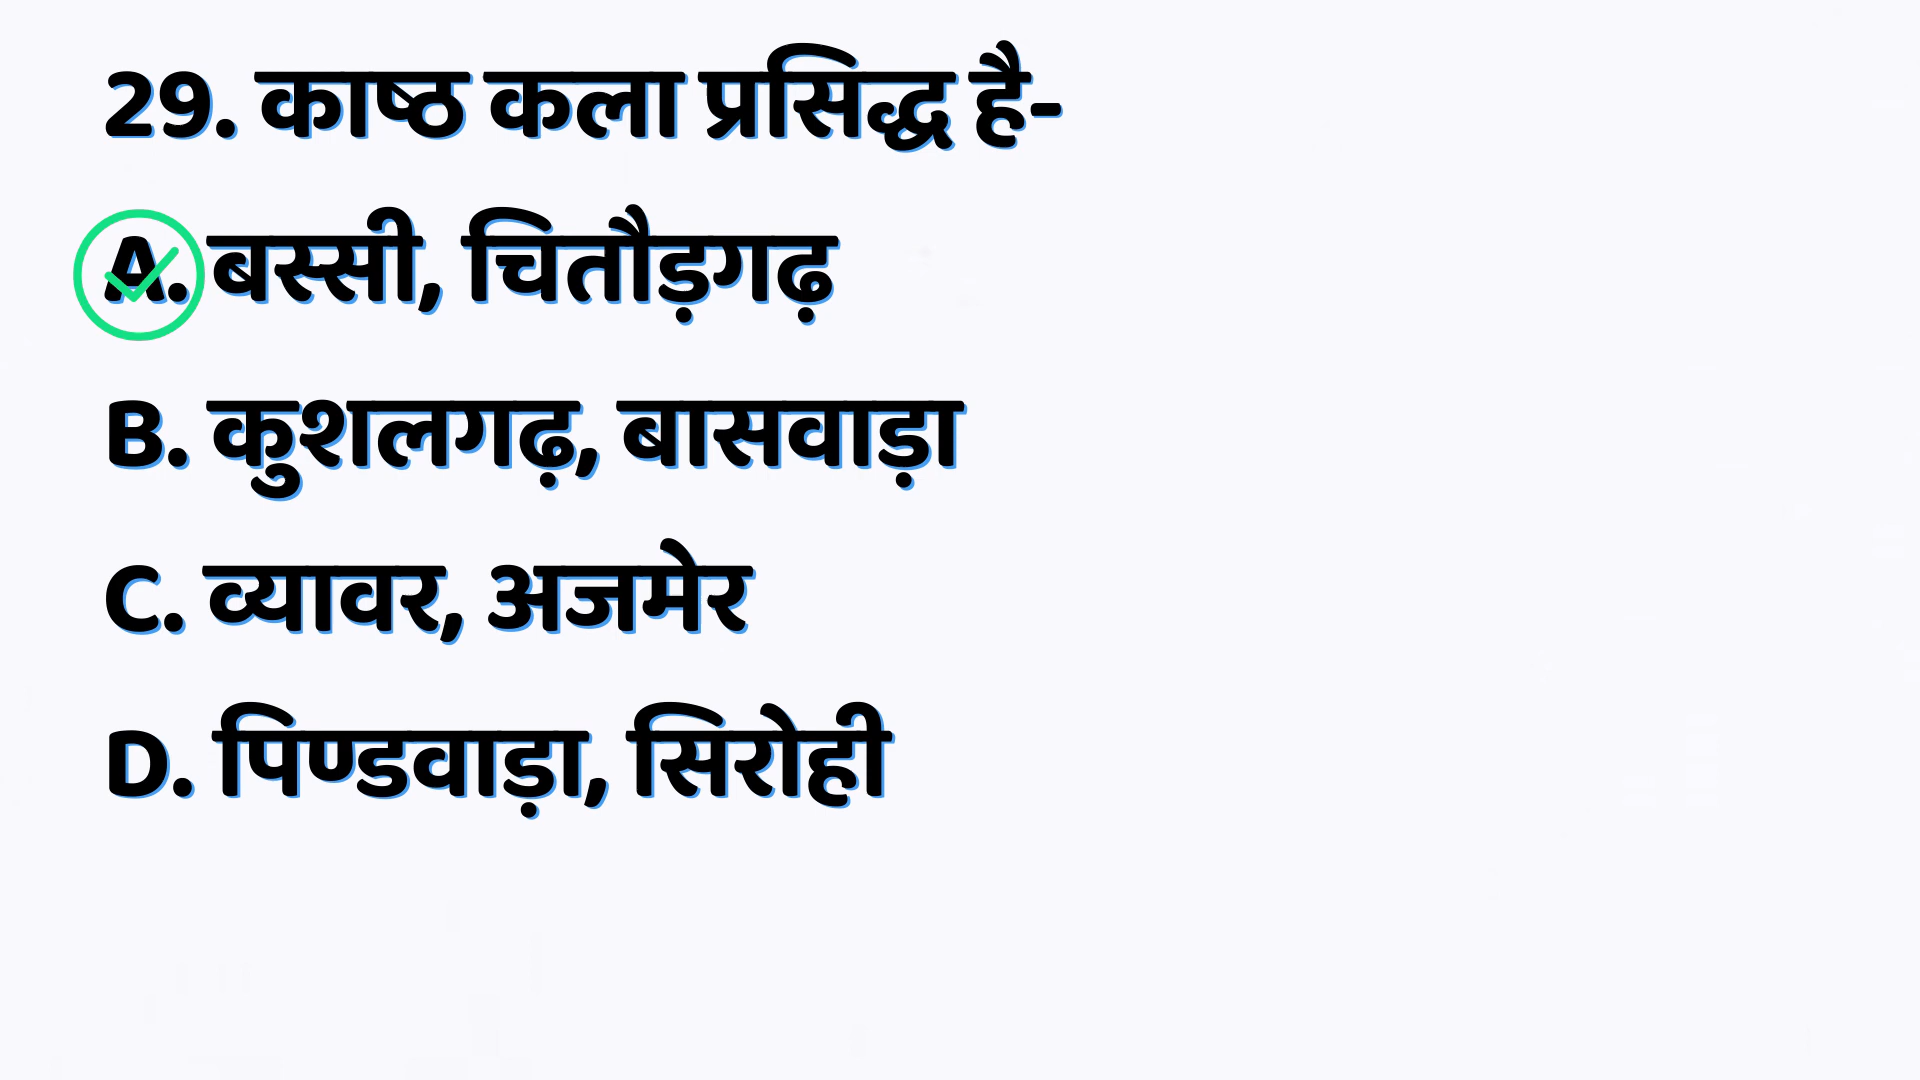 29. काष्ठ कला प्रसिद्ध है-
A. बस्सी, चितौड़गढ़
B. कुशलगढ़, बासवाड़ा
C. व्यावर, अजमेर
D. पिण्डवाड़ा, सिरोही